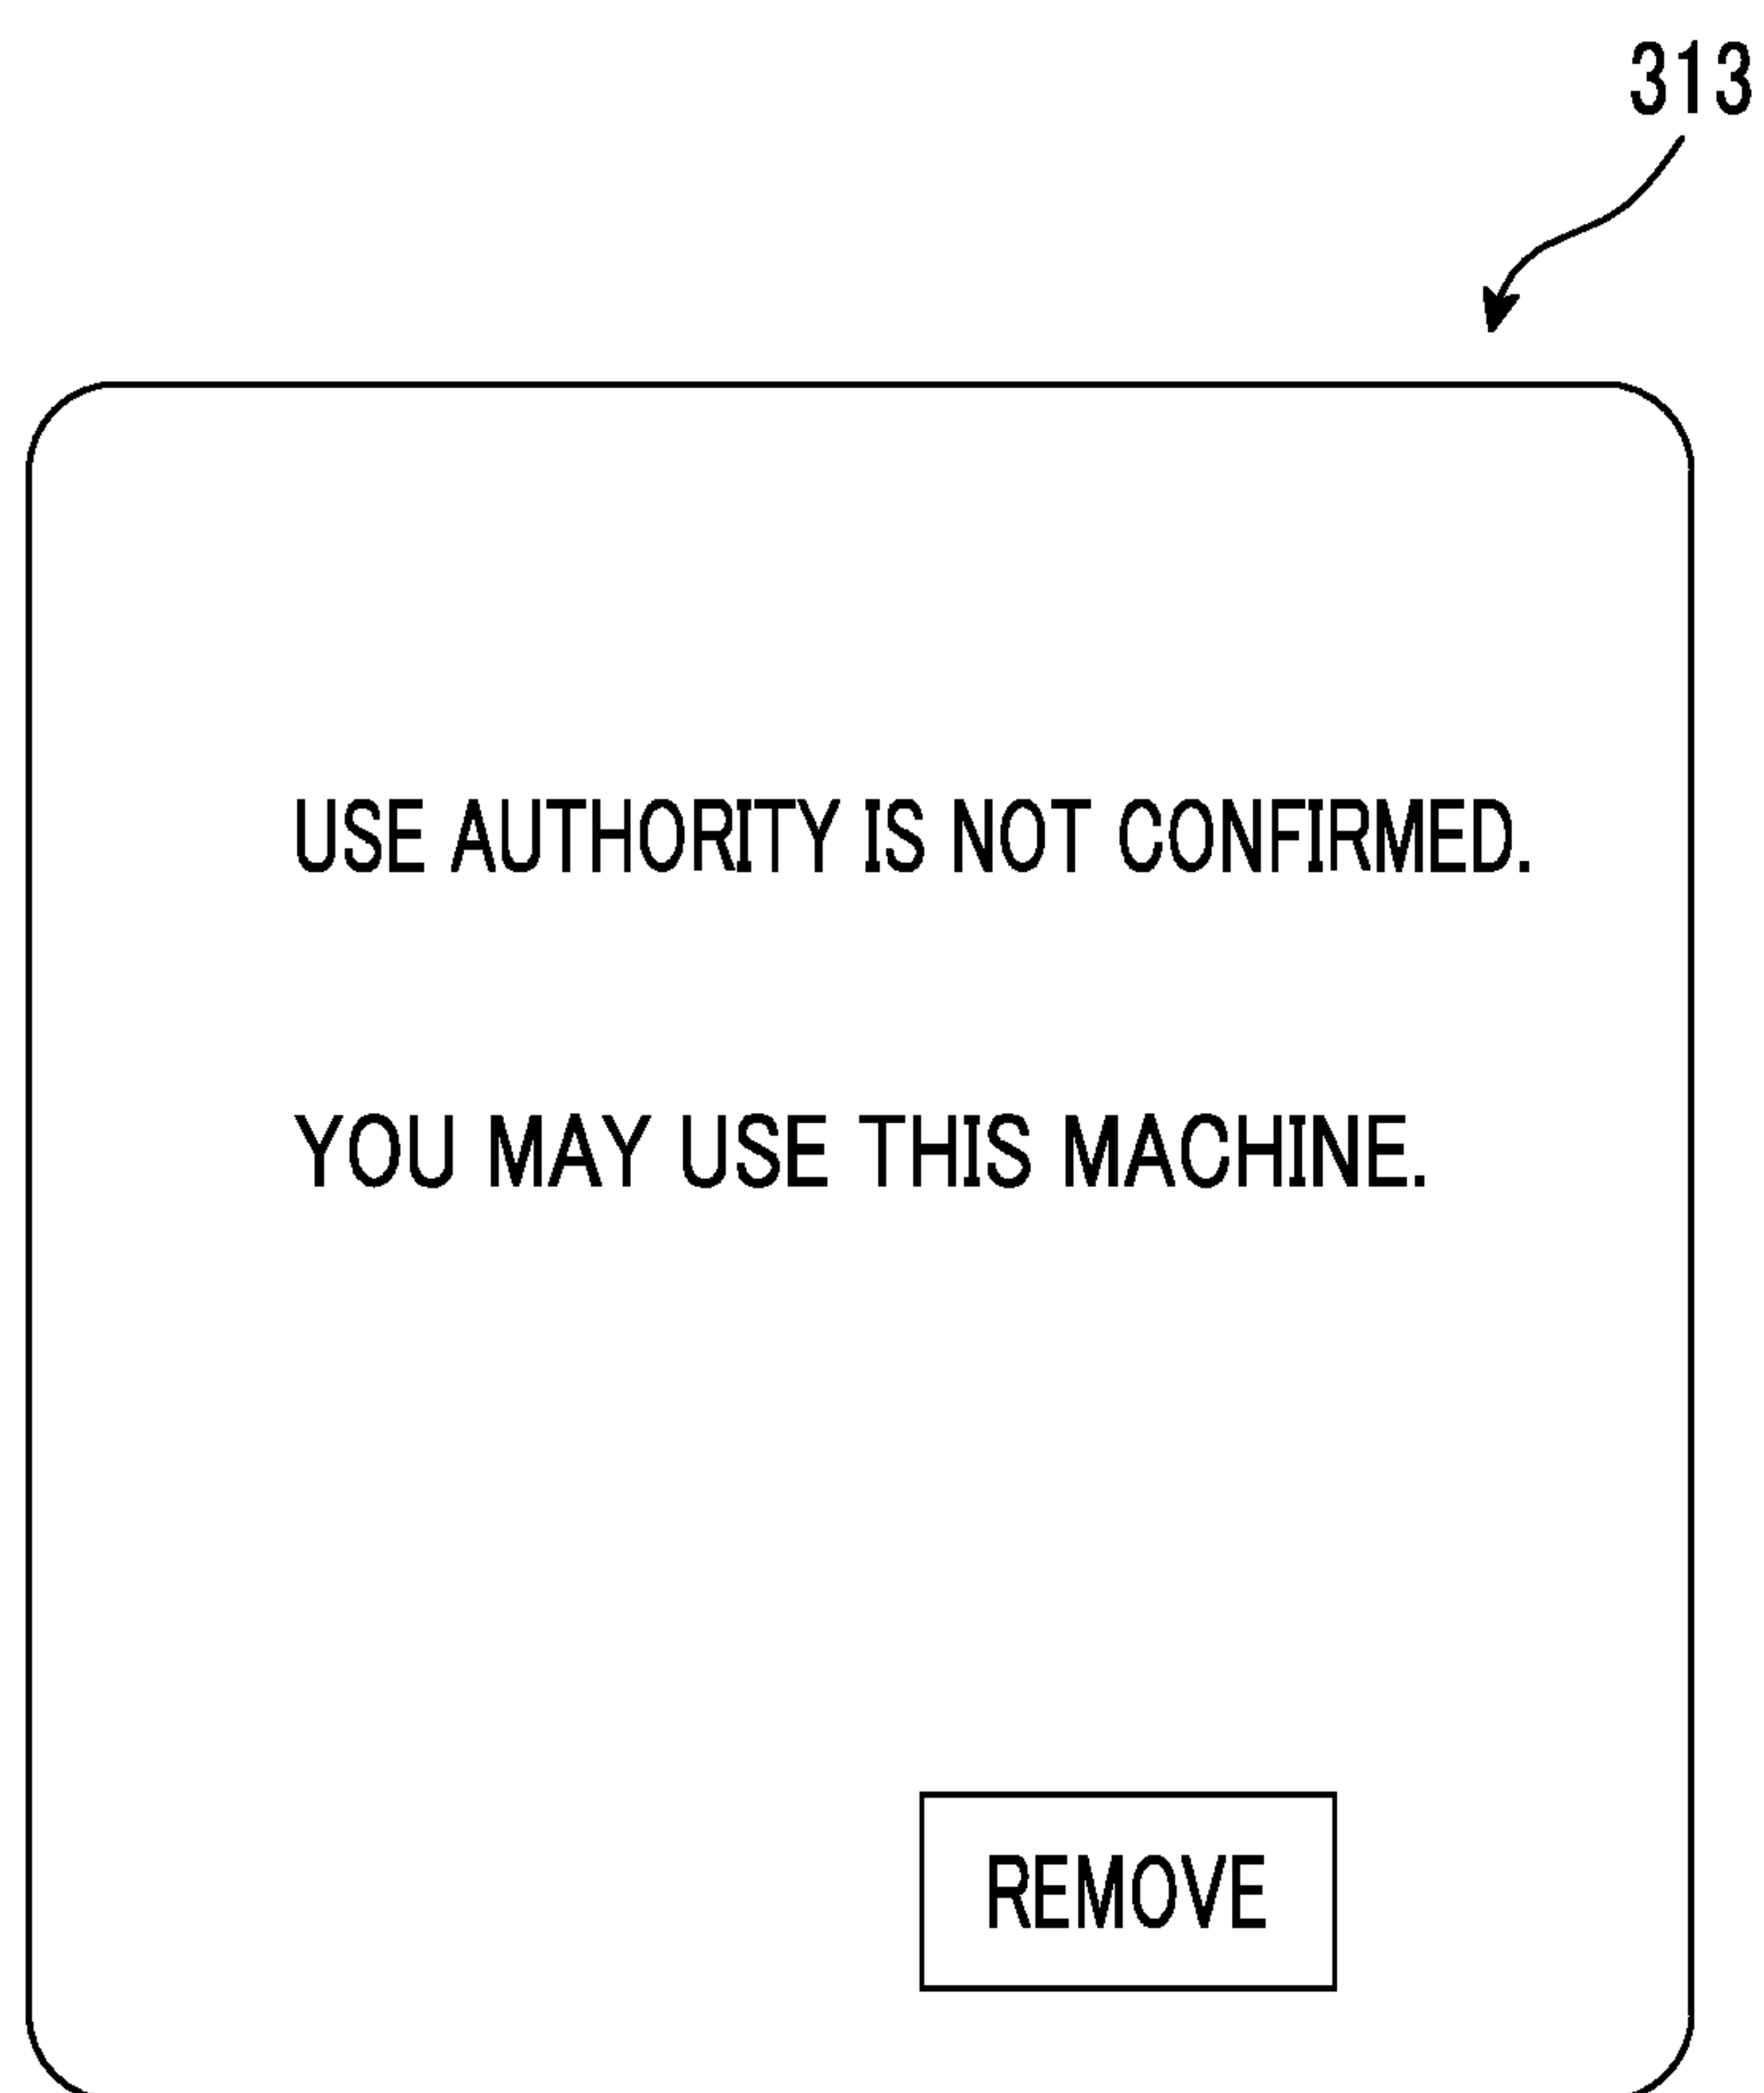 313
USE AUTHORITY IS NOT CONFIRMED.
YOU MAY USE THIS MACHINE.
REMOVE